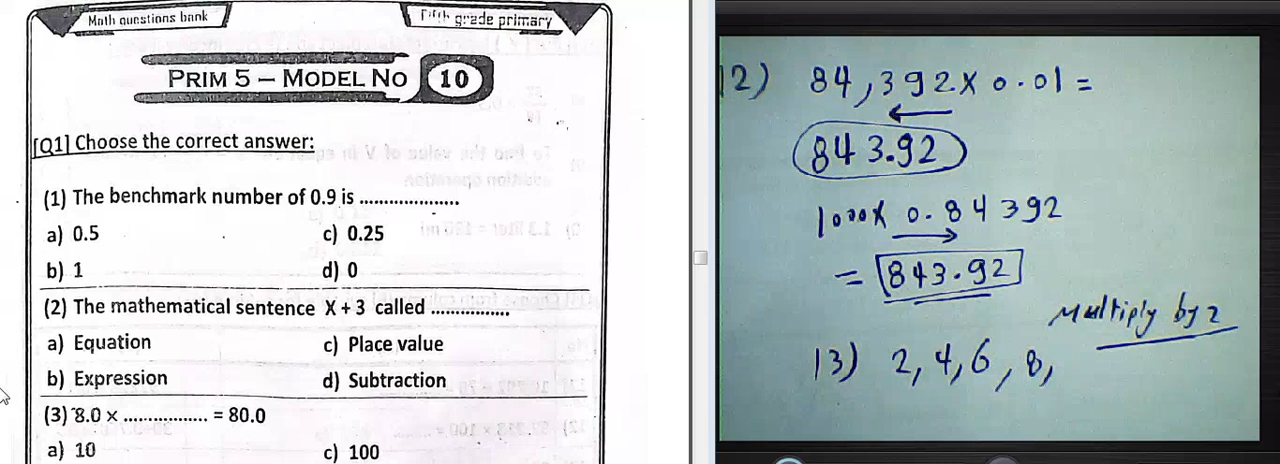 Math questions bank
Fifth grade primary
PRIM 5 – MODEL NO 10
[Q1] Choose the correct answer:
(1) The benchmark number of 0.9 is ...................
a) 0.5
c) 0.25
b) 1
d) 0
(2) The mathematical sentence X + 3 called ...............
a) Equation
c) Place value
b) Expression
d) Subtraction
(3) 8.0 × ................ = 80.0
a) 10
c) 100
12) 84,392 × 0.01 =
843.92
1000 × 0.84392
= 843.92
Multiply by 2
13) 2, 4, 6, 8,